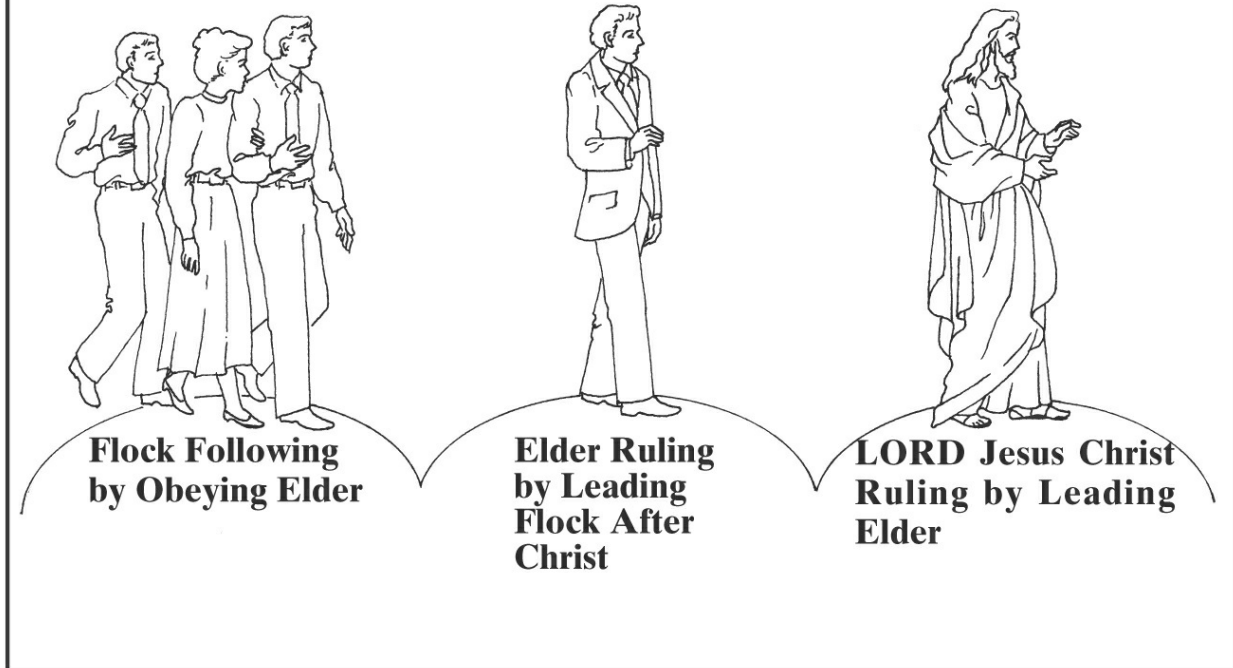 Flock Following
by Obeying Elder
Elder Ruling
by Leading
Flock After
Christ
LORD Jesus Christ
Ruling by Leading
Elder